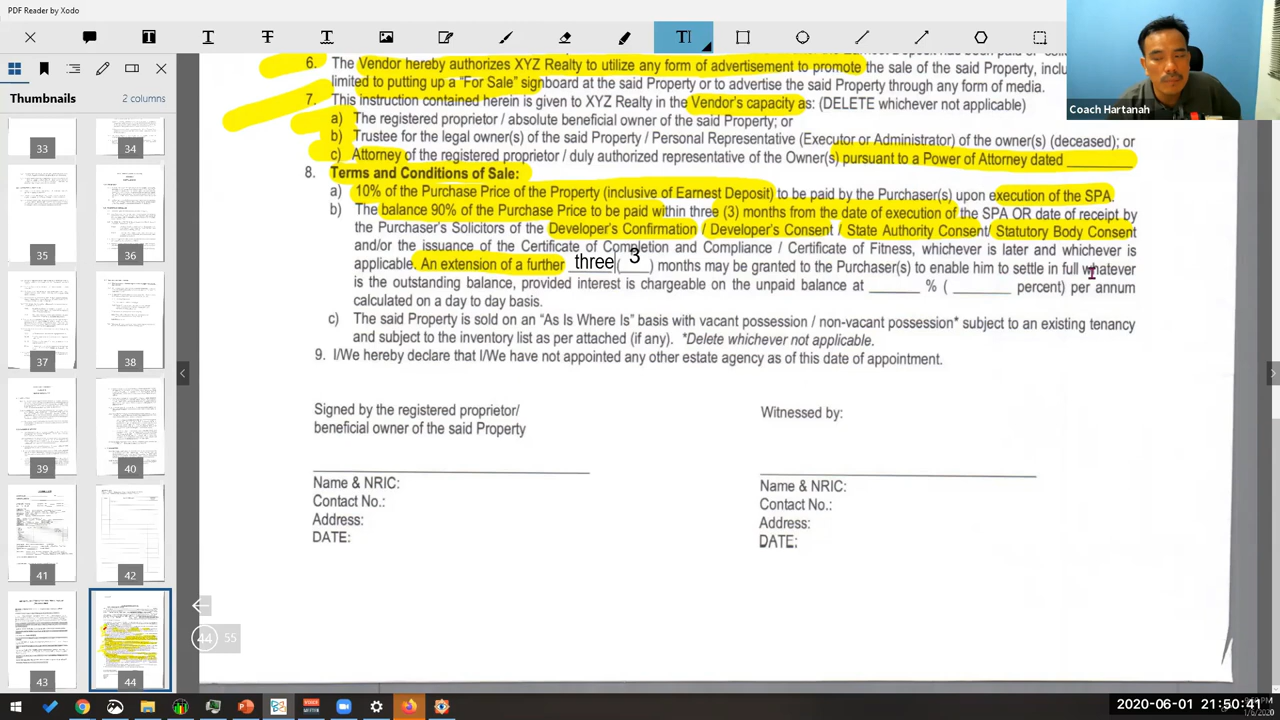 PDF Reader by Xodo
Thumbnails
2 columns
33
34
35
36
37
38
39
40
41
42
43
44
44 55
6. The Vendor hereby authorizes XYZ Realty to utilize any form of advertisement to promote the sale of the said Property,
limited to putting up a “For Sale” signboard at the said Property or to advertise the said Property through any form of media.
7. This instruction contained herein is given to XYZ Realty in the Vendor's capacity as: (DELETE whichever not applicable)
a) The registered proprietor / absolute beneficial owner of the said Property; or
b) Trustee for the legal owner(s) of the said Property / Personal Representative (Executor or Administrator) of the owner(s) (deceased); or
c) Attorney of the registered proprietor / duly authorized representative of the Owner(s) pursuant to a Power of Attorney dated ________
8. Terms and Conditions of Sale:
a) 10% of the Purchase Price of the Property (inclusive of Earnest Deposit) to be paid by the Purchaser(s) upon execution of the SPA.
b) The balance 90% of the Purchase Price to be paid within three (3) months from the date of execution of the SPA OR date of receipt by
the Purchaser's Solicitors of the Developer's Confirmation / Developer's Consent / State Authority Consent/ Statutory Body Consent
and/or the issuance of the Certificate of Completion and Compliance / Certificate of Fitness, whichever is later and whichever is
applicable. An extension of a further three ( 3 ) months may be granted to the Purchaser(s) to enable him to settle in full whatever
is the outstanding balance, provided interest is chargeable on the unpaid balance at ______ % ( ______ percent) per annum
calculated on a day to day basis.
c) The said Property is sold on an “As Is Where Is” basis with vacant possession / non-vacant possession* subject to an existing tenancy
and subject to the inventory list as per attached (if any). *Delete whichever not applicable.
9. I/We hereby declare that I/We have not appointed any other estate agency as of this date of appointment.
Signed by the registered proprietor/
beneficial owner of the said Property
Witnessed by:
Name & NRIC:
Contact No.:
Address:
DATE:
Name & NRIC:
Contact No.:
Address:
DATE:
Coach Hartanah
2020-06-01 21:50:41